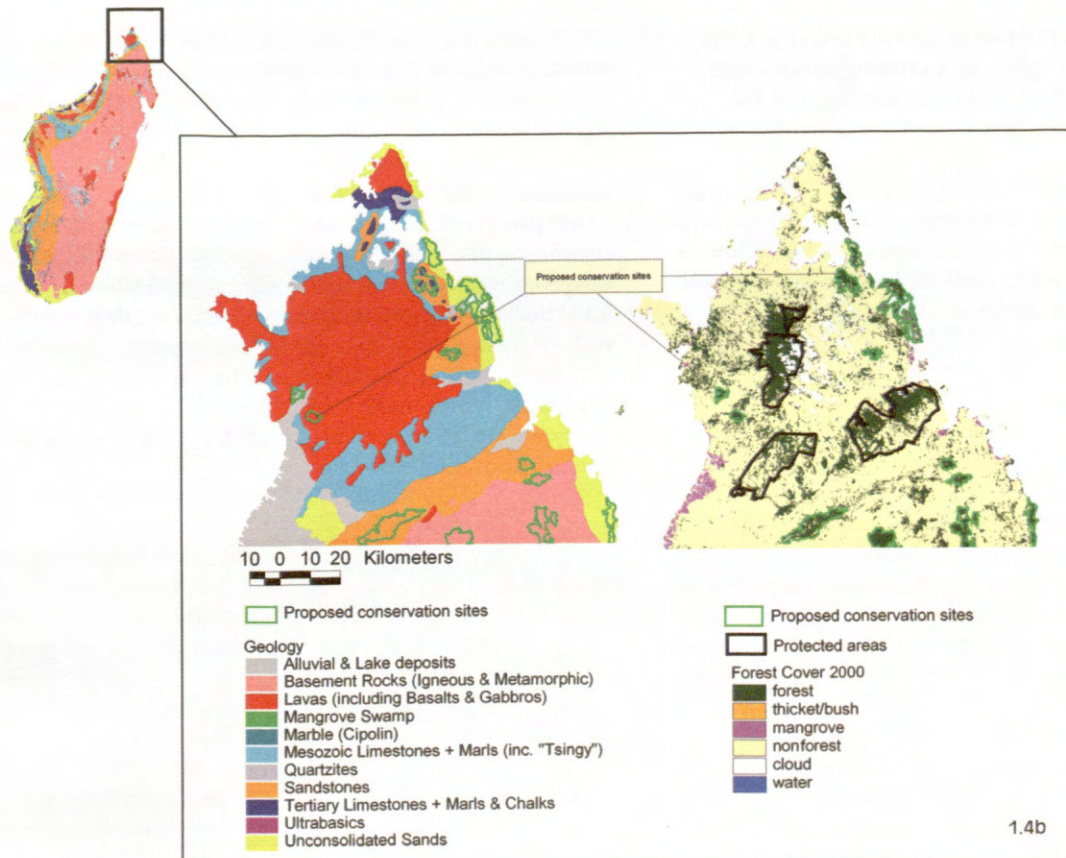 Proposed conservation sites
10 0 10 20 Kilometers
Proposed conservation sites
Geology
Alluvial & Lake deposits
Basement Rocks (Igneous & Metamorphic)
Lavas (including Basalts & Gabbros)
Mangrove Swamp
Marble (Cipolin)
Mesozoic Limestones + Marls (inc. "Tsingy")
Quartzites
Sandstones
Tertiary Limestones + Marls & Chalks
Ultrabasics
Unconsolidated Sands
Proposed conservation sites
Protected areas
Forest Cover 2000
forest
thicket/bush
mangrove
nonforest
cloud
water
1.4b